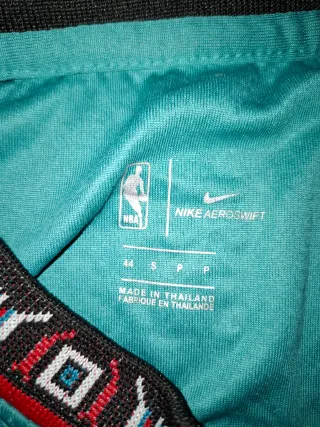 NBA
NIKE AEROSWIFT
44 S P P
MADE IN THAILAND
FABRIQUÉ EN THAÏLANDE